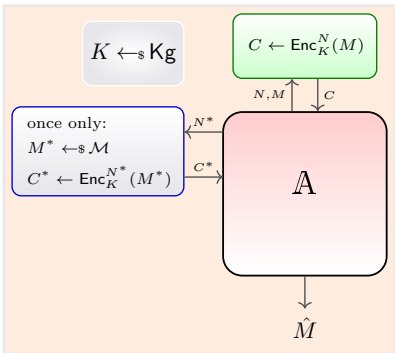 K ←$ Kg
C ← Enc_K^N(M)
N, M
C
once only:
M* ←$ ℳ
C* ← Enc_K^{N*}(M*)
N*
C*
𝔸
M̂